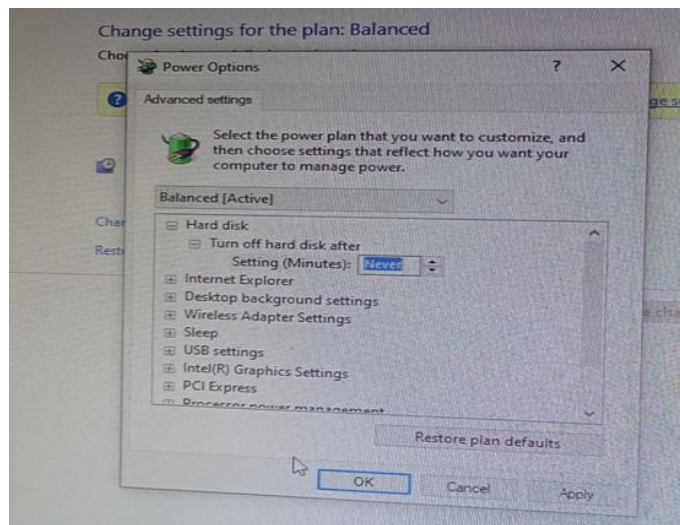 Change settings for the plan: Balanced
Power Options
?
Advanced settings
Select the power plan that you want to customize, and
then choose settings that reflect how you want your
computer to manage power.
Balanced [Active]
Hard disk
Turn off hard disk after
Setting (Minutes): Never
Internet Explorer
Desktop background settings
Wireless Adapter Settings
Sleep
USB settings
Intel(R) Graphics Settings
PCI Express
Processor power management
Restore plan defaults
OK
Cancel
Apply